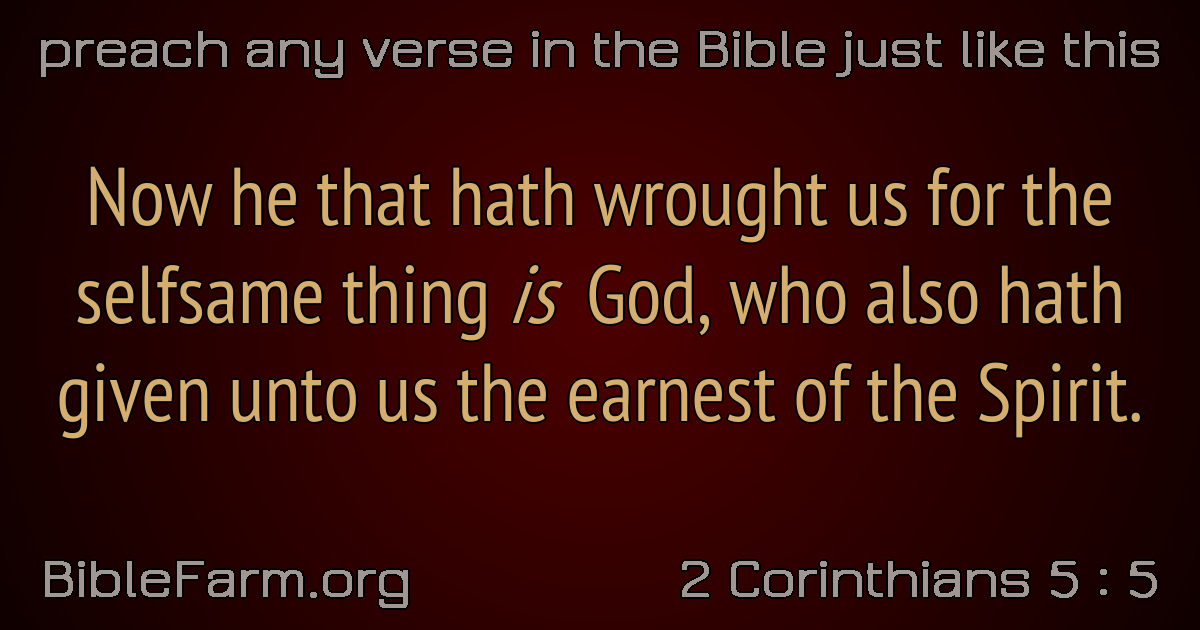 preach any verse in the Bible just like this
Now he that hath wrought us for the
selfsame thing is God, who also hath
given unto us the earnest of the Spirit.
BibleFarm.org
2 Corinthians 5 : 5